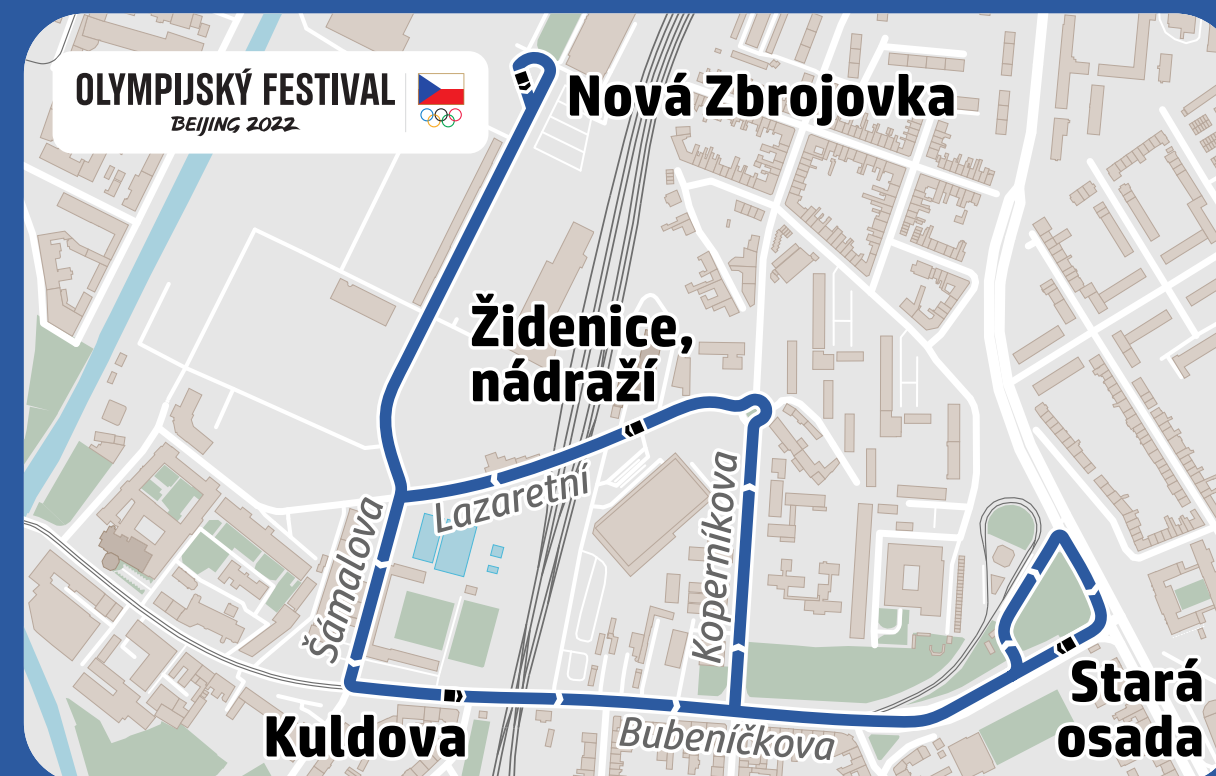 OLYMPIJSKÝ FESTIVAL
BEIJING 2022
Nová Zbrojovka
Židenice,
nádraží
Lazaretní
Šámalova
Koperníkova
Stará
osada
Kuldova
Bubeníčkova